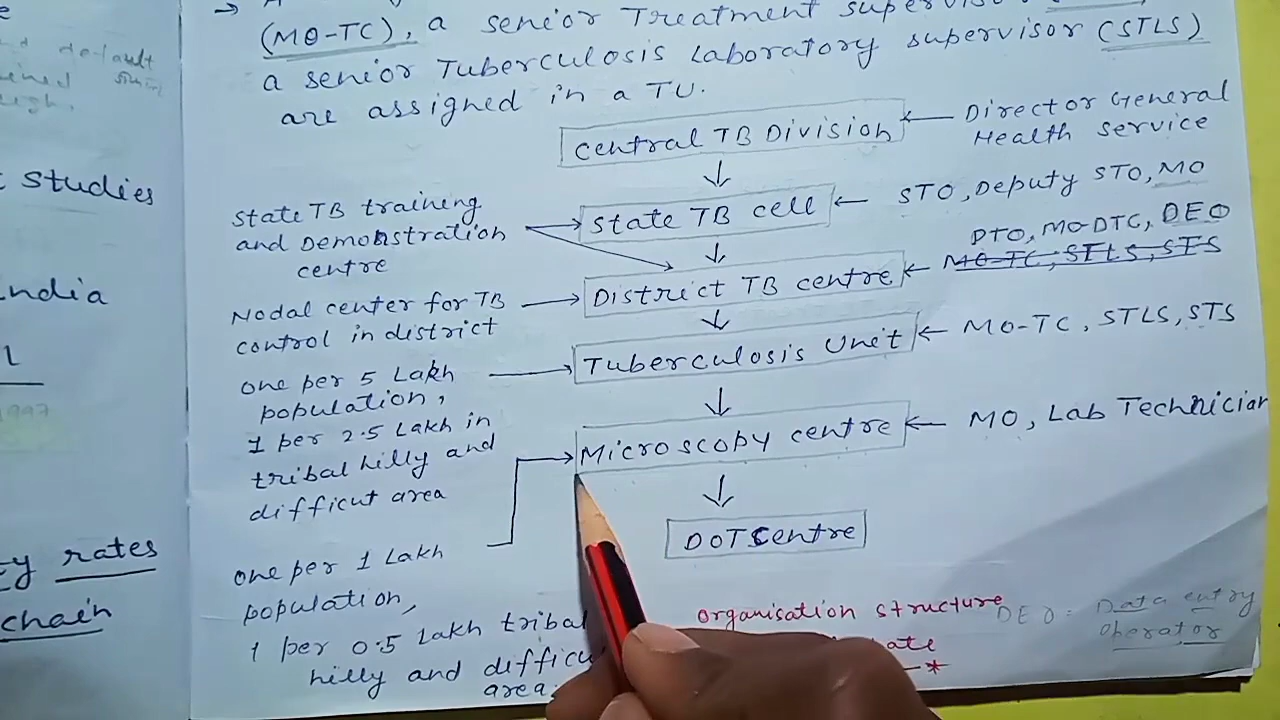 (MO-TC), a senior Treatment
a senior Tuberculosis Laboratory supervisor (STLS)
are assigned in a TU.
Central TB Division
Director General
Health Service
State TB cell
STO, Deputy STO, MO
State TB training
and Demonstration
centre
District TB centre
DTO, MO-DTC, DEO
MO-TC, STLS, STS
Nodal center for TB
control in district
Tuberculosis Unit
MO-TC, STLS, STS
one per 5 Lakh
population,
1 per 2.5 Lakh in
tribal hilly and
difficut area
Microscopy centre
MO, Lab Technician
DOTScentre
one per 1 Lakh
population,
1 per 0.5 Lakh tribal
hilly and
area.
organisation structure
DEO: Data entry
operator
default
studies
India
1997
rates
chain